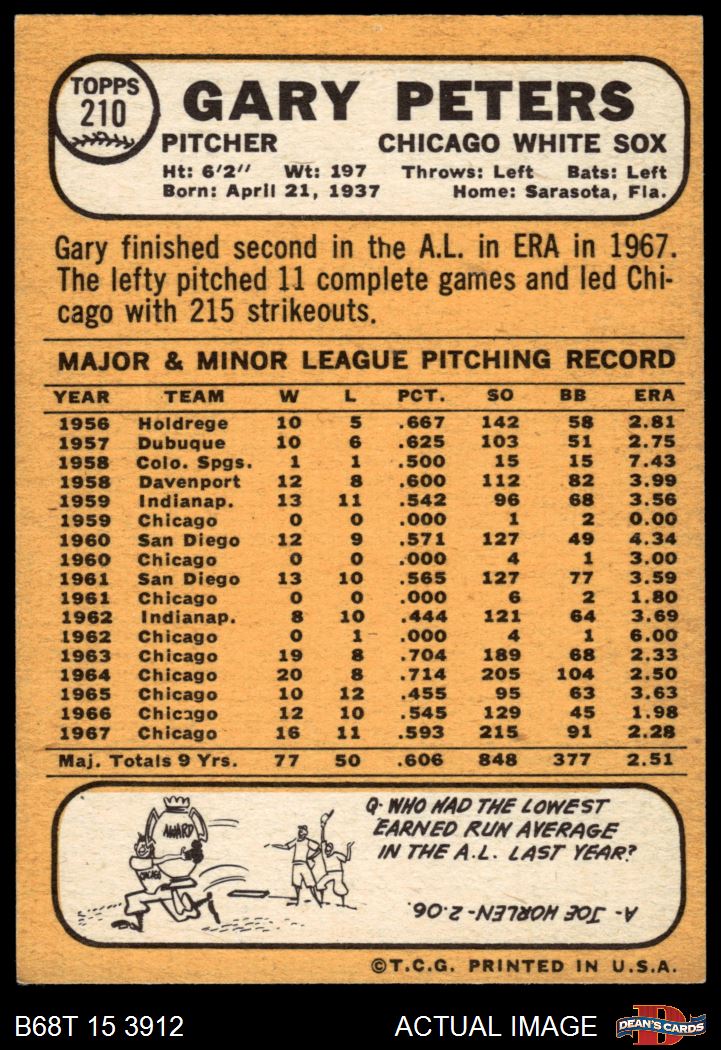 TOPPS
210
GARY PETERS
PITCHER CHICAGO WHITE SOX
Ht: 6'2'' Wt: 197 Throws: Left Bats: Left
Born: April 21, 1937 Home: Sarasota, Fla.
Gary finished second in the A.L. in ERA in 1967.
The lefty pitched 11 complete games and led Chi-
cago with 215 strikeouts.
MAJOR & MINOR LEAGUE PITCHING RECORD
YEAR TEAM W L PCT. SO BB ERA
1956 Holdrege 10 5 .667 142 58 2.81
1957 Dubuque 10 6 .625 103 51 2.75
1958 Colo. Spgs. 1 1 .500 15 15 7.43
1958 Davenport 12 8 .600 112 82 3.99
1959 Indianap. 13 11 .542 96 68 3.56
1959 Chicago 0 0 .000 1 2 0.00
1960 San Diego 12 9 .571 127 49 4.34
1960 Chicago 0 0 .000 4 1 3.00
1961 San Diego 13 10 .565 127 77 3.59
1961 Chicago 0 0 .000 6 2 1.80
1962 Indianap. 8 10 .444 121 64 3.69
1962 Chicago 0 1 .000 4 1 6.00
1963 Chicago 19 8 .704 189 68 2.33
1964 Chicago 20 8 .714 205 104 2.50
1965 Chicago 10 12 .455 95 63 3.63
1966 Chicago 12 10 .545 129 45 1.98
1967 Chicago 16 11 .593 215 91 2.28
Maj. Totals 9 Yrs. 77 50 .606 848 377 2.51
AWARD
CHICAGO
Q- WHO HAD THE LOWEST
EARNED RUN AVERAGE
IN THE A.L. LAST YEAR?
A- JOE HORLEN-2.06.
©T.C.G. PRINTED IN U.S.A.
B68T 15 3912 ACTUAL IMAGE
D
DEAN'S CARDS